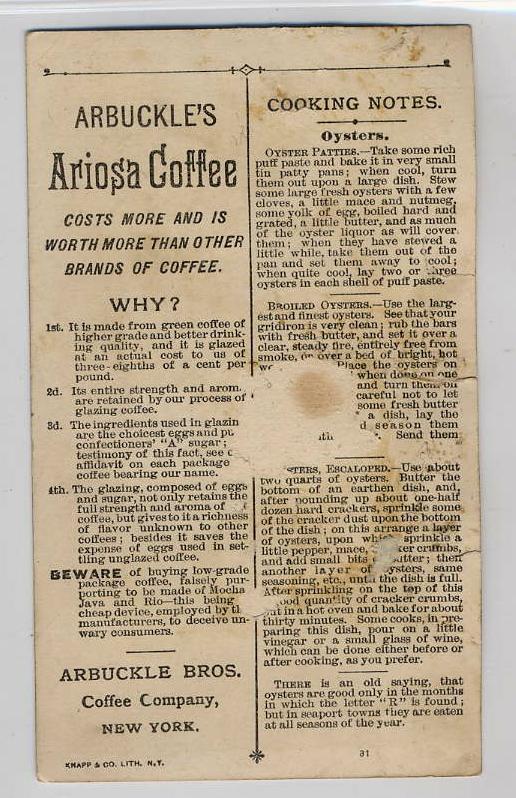 ARBUCKLE'S
Ariosa Coffee
COSTS MORE AND IS
WORTH MORE THAN OTHER
BRANDS OF COFFEE.
WHY?
1st. It is made from green coffee of
higher grade and better drink-
ing quality, and it is glazed
at an actual cost to us of
three-eighths of a cent per
pound.
2d. Its entire strength and arom
are retained by our process of
glazing coffee.
3d. The ingredients used in glazin
are the choicest eggs and pu
confectioners' "A" sugar;
testimony of this fact, see
affidavit on each package
coffee bearing our name.
4th. The glazing, composed of eggs
and sugar, not only retains the
full strength and aroma of
coffee, but gives to it a richness
of flavor unknown to other
coffees; besides it saves the
expense of eggs used in set-
tling unglazed coffee.
BEWARE of buying low-grade
package coffee, falsely pur-
porting to be made of Mocha
Java and Rio—this being
cheap device, employed by th
manufacturers, to deceive un-
wary consumers.
ARBUCKLE BROS.
Coffee Company,
NEW YORK.
KNAPP & CO. LITH. N.Y.
COOKING NOTES.
Oysters.
OYSTER PATTIES.—Take some rich
puff paste and bake it in very small
tin patty pans; when cool, turn
them out upon a large dish. Stew
some large fresh oysters with a few
cloves, a little mace and nutmeg,
some yolk of egg, boiled hard and
grated, a little butter, and as much
of the oyster liquor as will cover
them; when they have stewed a
little while, take them out of the
pan and set them away to cool;
when quite cool, lay two or three
oysters in each shell of puff paste.
BROILED OYSTERS.—Use the larg-
est and finest oysters. See that your
gridiron is very clean; rub the bars
with fresh butter, and set it over a
clear, steady fire, entirely free from
smoke, or over a bed of bright, hot
Place the oysters on
when done on one
and turn them on
careful not to let
some fresh butter
a dish, lay the
d season them
Send them
STERS, ESCALOPED.—Use about
two quarts of oysters. Butter the
bottom of an earthen dish, and,
after pounding up about one-half
dozen hard crackers, sprinkle some
of the cracker dust upon the bottom
of the dish; on this arrange a layer
of oysters, upon wh sprinkle a
little pepper, mace, ker crumbs,
and add small bits utter; then
another layer of oysters, same
seasoning, etc., until the dish is full.
After sprinkling on the top of this
ood quantity of cracker crumbs,
put in a hot oven and bake for about
thirty minutes. Some cooks, in pre-
paring this dish, pour on a little
vinegar or a small glass of wine,
which can be done either before or
after cooking, as you prefer.
THERE is an old saying, that
oysters are good only in the months
in which the letter "R" is found;
but in seaport towns they are eaten
at all seasons of the year.
31